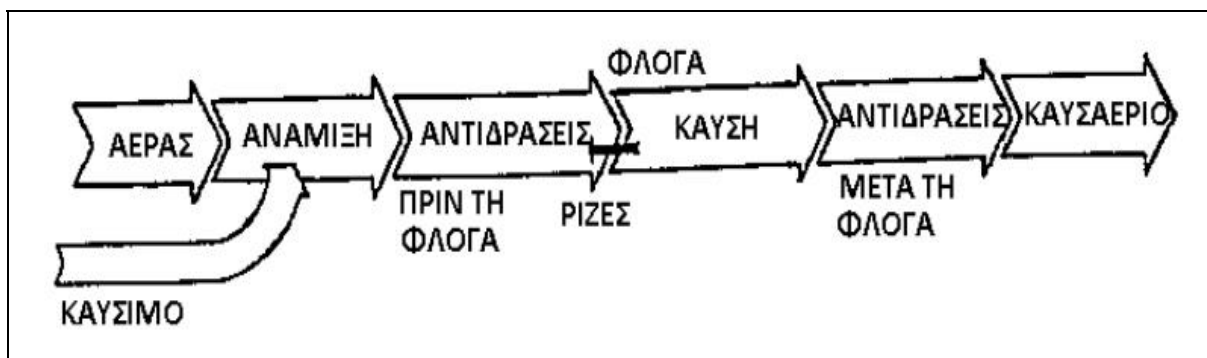 ΦΛΟΓΑ
ΑΕΡΑΣ
ΑΝΑΜΙΞΗ
ΑΝΤΙΔΡΑΣΕΙΣ
ΚΑΥΣΗ
ΑΝΤΙΔΡΑΣΕΙΣ
ΚΑΥΣΑΕΡΙΟ
ΠΡΙΝ ΤΗ
ΦΛΟΓΑ
ΡΙΖΕΣ
ΜΕΤΑ ΤΗ
ΦΛΟΓΑ
ΚΑΥΣΙΜΟ